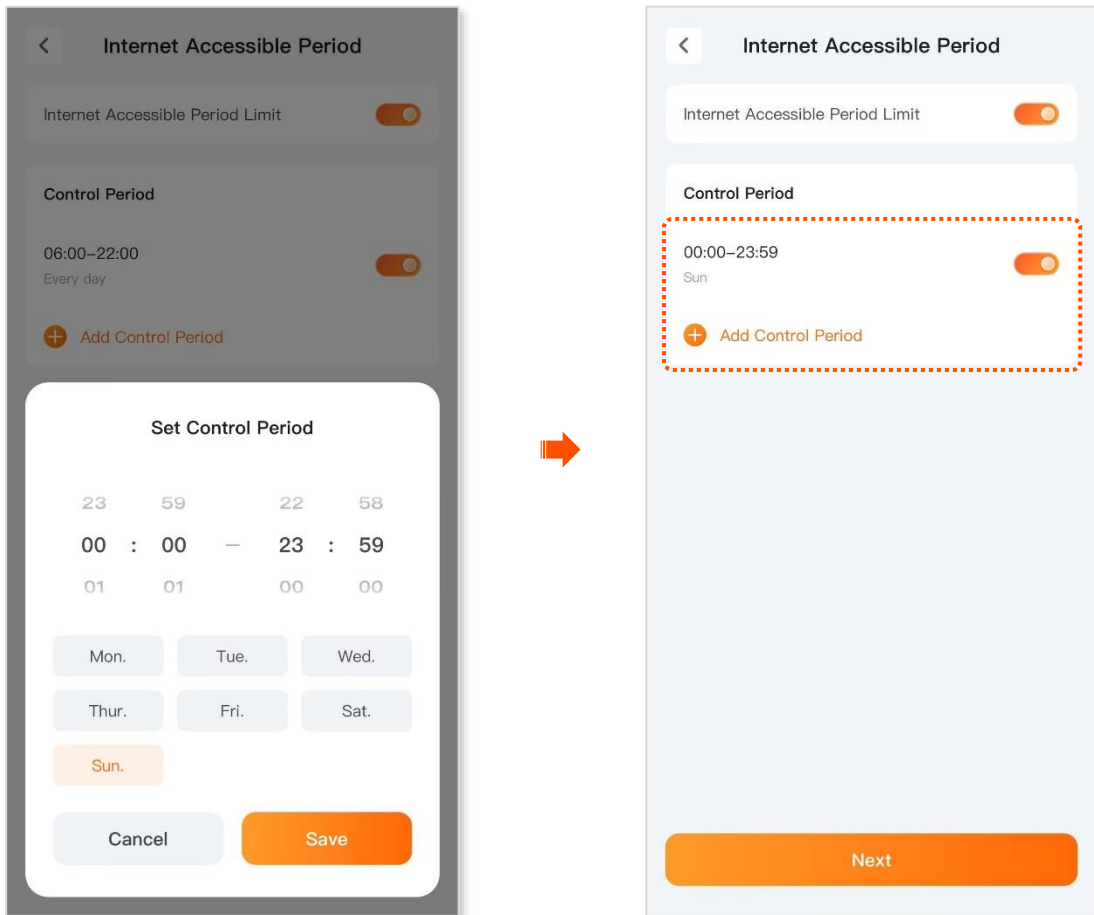 Internet Accessible Period
Internet Accessible Period Limit
Control Period
06:00–22:00
Every day
Add Control Period
Set Control Period
23 59 22 58
00 : 00 — 23 : 59
01 01 00 00
Mon. Tue. Wed.
Thur. Fri. Sat.
Sun.
Cancel Save
Internet Accessible Period
Internet Accessible Period Limit
Control Period
00:00–23:59
Sun
Add Control Period
Next